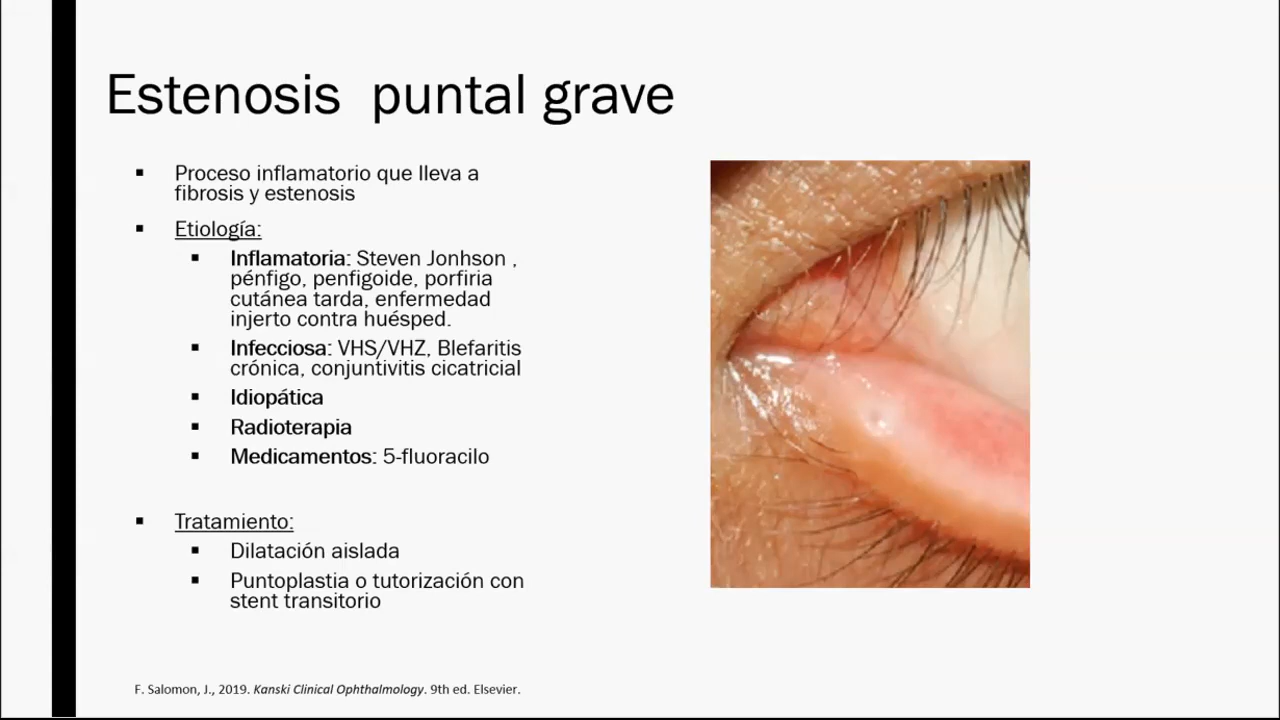 Estenosis puntal grave
▪ Proceso inflamatorio que lleva a
fibrosis y estenosis
▪ Etiología:
▪ Inflamatoria: Steven Jonhson ,
pénfigo, penfigoide, porfiria
cutánea tarda, enfermedad
injerto contra huésped.
▪ Infecciosa: VHS/VHZ, Blefaritis
crónica, conjuntivitis cicatricial
▪ Idiopática
▪ Radioterapia
▪ Medicamentos: 5-fluoracilo
▪ Tratamiento:
▪ Dilatación aislada
▪ Puntoplastia o tutorización con
stent transitorio
F. Salomon, J., 2019. Kanski Clinical Ophthalmology. 9th ed. Elsevier.